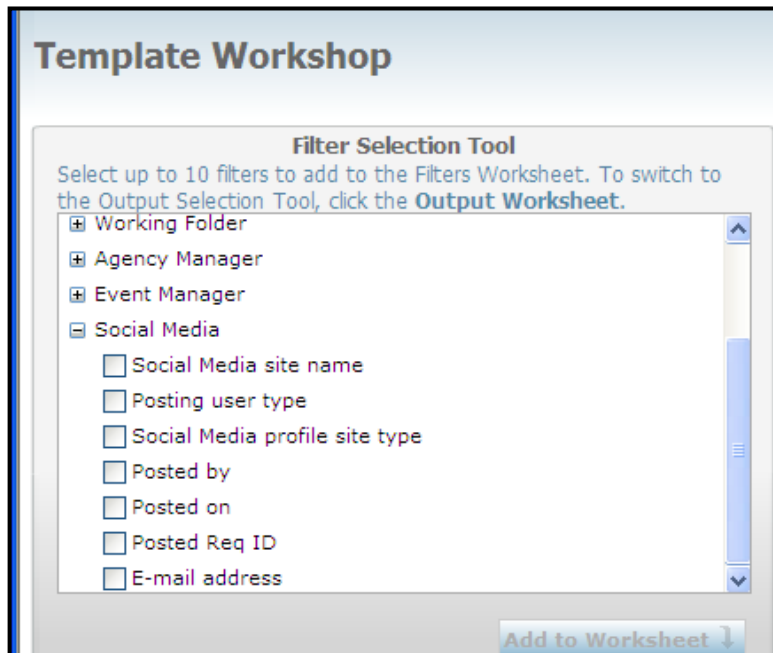 Template Workshop
Filter Selection Tool
Select up to 10 filters to add to the Filters Worksheet. To switch to
the Output Selection Tool, click the Output Worksheet.
Working Folder
Agency Manager
Event Manager
Social Media
Social Media site name
Posting user type
Social Media profile site type
Posted by
Posted on
Posted Req ID
E-mail address
Add to Worksheet